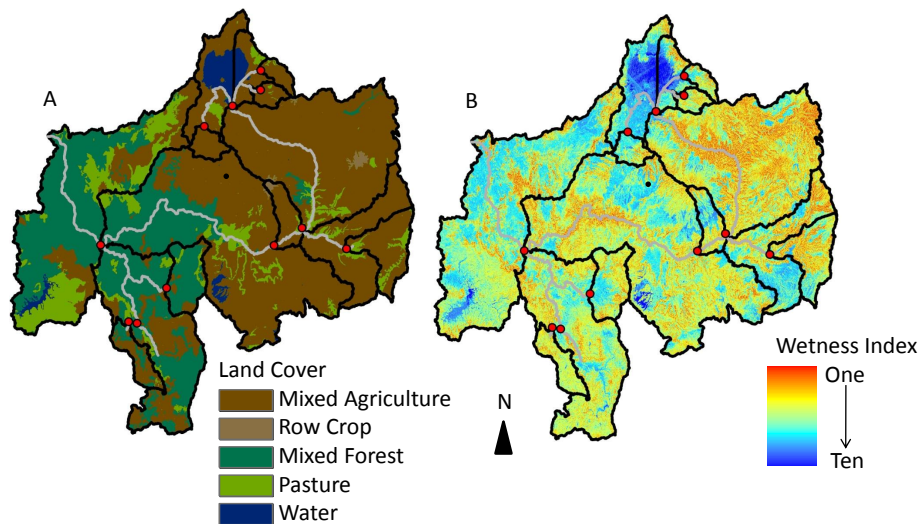 A
B
Land Cover
Mixed Agriculture
Row Crop
Mixed Forest
Pasture
Water
N
Wetness Index
One
Ten